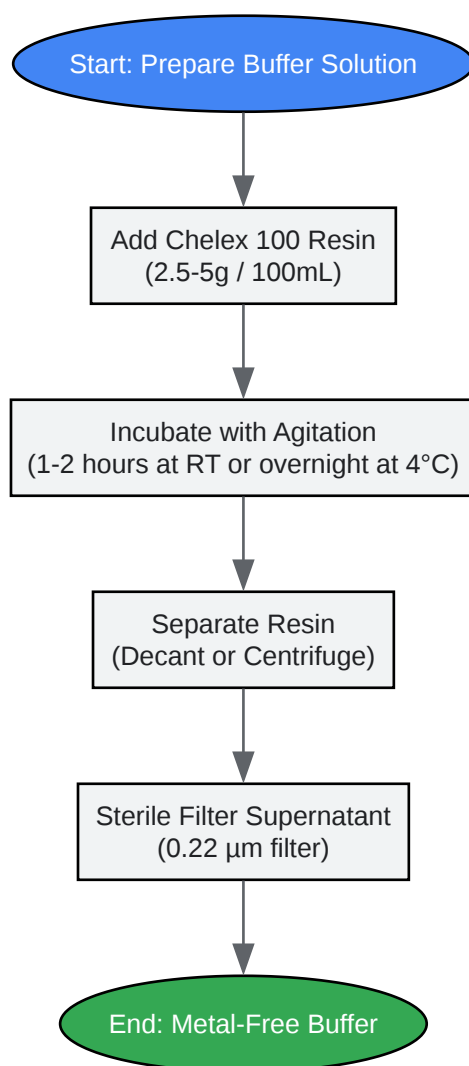 Start: Prepare Buffer Solution
Add Chelex 100 Resin
(2.5-5g / 100mL)
Incubate with Agitation
(1-2 hours at RT or overnight at 4°C)
Separate Resin
(Decant or Centrifuge)
Sterile Filter Supernatant
(0.22 µm filter)
End: Metal-Free Buffer